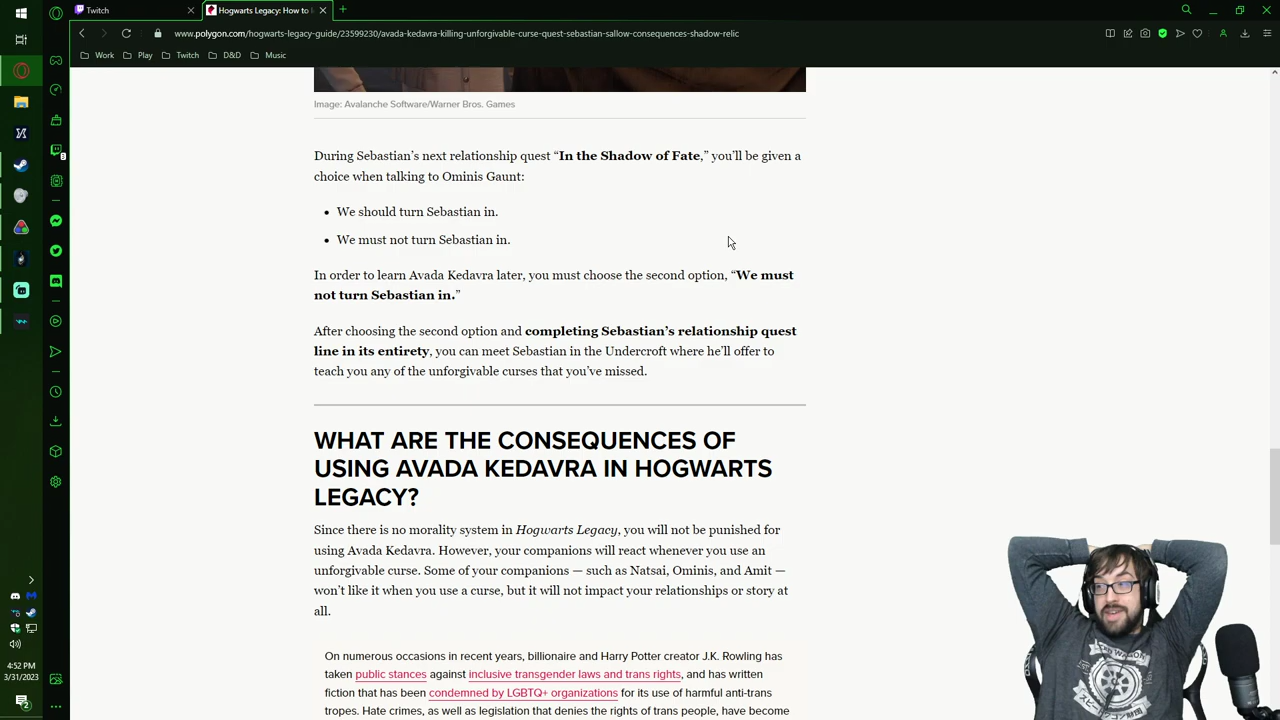 Twitch
Hogwarts Legacy: How to l
www.polygon.com/hogwarts-legacy-guide/23599230/avada-kedavra-killing-unforgivable-curse-quest-sebastian-sallow-consequences-shadow-relic
Work Play Twitch D&D Music
Image: Avalanche Software/Warner Bros. Games
During Sebastian’s next relationship quest “In the Shadow of Fate,” you’ll be given a
choice when talking to Ominis Gaunt:
• We should turn Sebastian in.
• We must not turn Sebastian in.
In order to learn Avada Kedavra later, you must choose the second option, “We must
not turn Sebastian in.”
After choosing the second option and completing Sebastian’s relationship quest
line in its entirety, you can meet Sebastian in the Undercroft where he’ll offer to
teach you any of the unforgivable curses that you’ve missed.
WHAT ARE THE CONSEQUENCES OF
USING AVADA KEDAVRA IN HOGWARTS
LEGACY?
Since there is no morality system in Hogwarts Legacy, you will not be punished for
using Avada Kedavra. However, your companions will react whenever you use an
unforgivable curse. Some of your companions — such as Natsai, Ominis, and Amit —
won’t like it when you use a curse, but it will not impact your relationships or story at
all.
On numerous occasions in recent years, billionaire and Harry Potter creator J.K. Rowling has
taken public stances against inclusive transgender laws and trans rights, and has written
fiction that has been condemned by LGBTQ+ organizations for its use of harmful anti-trans
tropes. Hate crimes, as well as legislation that denies the rights of trans people, have become
4:52 PM
3/31/2023